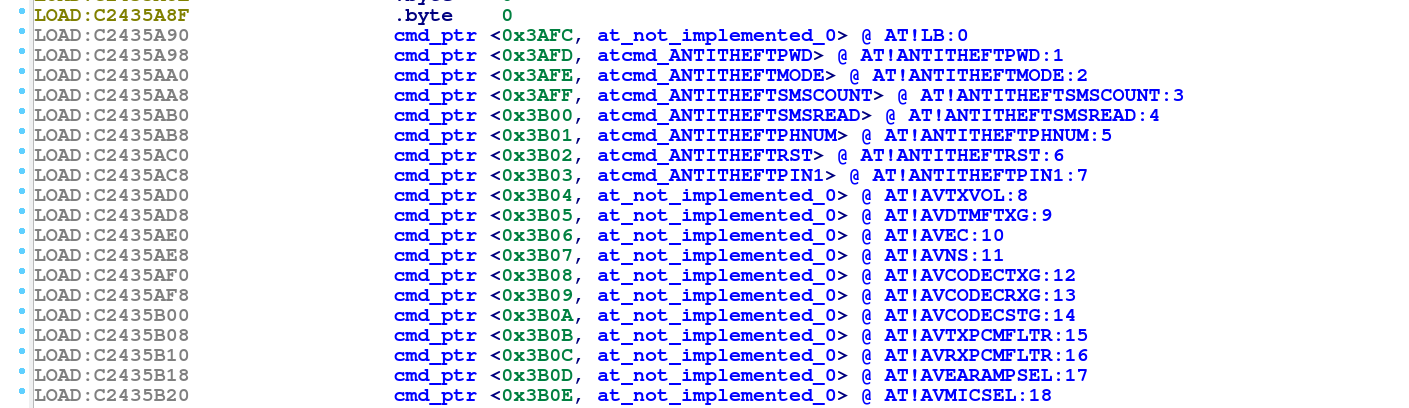 LOAD:C2435A8F .byte 0
LOAD:C2435A90 cmd_ptr <0x3AFC, at_not_implemented_0> @ AT!LB:0
LOAD:C2435A98 cmd_ptr <0x3AFD, atcmd_ANTITHEFTPWD> @ AT!ANTITHEFTPWD:1
LOAD:C2435AA0 cmd_ptr <0x3AFE, atcmd_ANTITHEFTMODE> @ AT!ANTITHEFTMODE:2
LOAD:C2435AA8 cmd_ptr <0x3AFF, atcmd_ANTITHEFTSMSCOUNT> @ AT!ANTITHEFTSMSCOUNT:3
LOAD:C2435AB0 cmd_ptr <0x3B00, atcmd_ANTITHEFTSMSREAD> @ AT!ANTITHEFTSMSREAD:4
LOAD:C2435AB8 cmd_ptr <0x3B01, atcmd_ANTITHEFTPHNUM> @ AT!ANTITHEFTPHNUM:5
LOAD:C2435AC0 cmd_ptr <0x3B02, atcmd_ANTITHEFTRST> @ AT!ANTITHEFTRST:6
LOAD:C2435AC8 cmd_ptr <0x3B03, atcmd_ANTITHEFTPIN1> @ AT!ANTITHEFTPIN1:7
LOAD:C2435AD0 cmd_ptr <0x3B04, at_not_implemented_0> @ AT!AVTXVOL:8
LOAD:C2435AD8 cmd_ptr <0x3B05, at_not_implemented_0> @ AT!AVDTMFTXG:9
LOAD:C2435AE0 cmd_ptr <0x3B06, at_not_implemented_0> @ AT!AVEC:10
LOAD:C2435AE8 cmd_ptr <0x3B07, at_not_implemented_0> @ AT!AVNS:11
LOAD:C2435AF0 cmd_ptr <0x3B08, at_not_implemented_0> @ AT!AVCODECTXG:12
LOAD:C2435AF8 cmd_ptr <0x3B09, at_not_implemented_0> @ AT!AVCODECRXG:13
LOAD:C2435B00 cmd_ptr <0x3B0A, at_not_implemented_0> @ AT!AVCODECSTG:14
LOAD:C2435B08 cmd_ptr <0x3B0B, at_not_implemented_0> @ AT!AVTXPCMFLTR:15
LOAD:C2435B10 cmd_ptr <0x3B0C, at_not_implemented_0> @ AT!AVRXPCMFLTR:16
LOAD:C2435B18 cmd_ptr <0x3B0D, at_not_implemented_0> @ AT!AVEARAMPSEL:17
LOAD:C2435B20 cmd_ptr <0x3B0E, at_not_implemented_0> @ AT!AVMICSEL:18